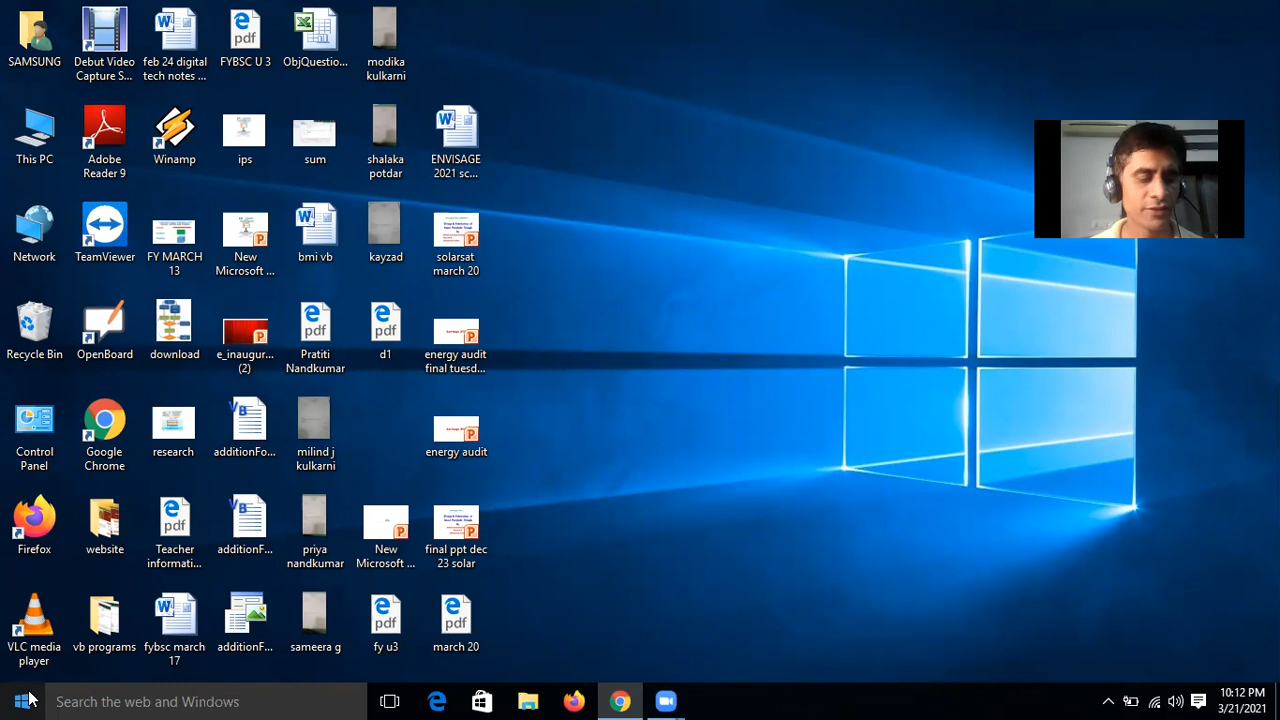 SAMSUNG
Debut Video
Capture S...
feb 24 digital
tech notes ...
FYBSC U 3
ObjQuestio...
modika
kulkarni
This PC
Adobe
Reader 9
Winamp
ips
sum
shalaka
potdar
ENVISAGE
2021 sc...
Network
TeamViewer
FY MARCH
13
New
Microsoft ...
bmi vb
kayzad
solarsat
march 20
Recycle Bin
OpenBoard
download
e_inaugur...
(2)
Pratiti
Nandkumar
d1
energy audit
final tuesd...
Control
Panel
Google
Chrome
research
additionFo...
milind j
kulkarni
energy audit
Firefox
website
Teacher
informati...
additionF...
priya
nandkumar
New
Microsoft ...
final ppt dec
23 solar
VLC media
player
vb programs
fybsc march
17
additionF...
sameera g
fy u3
march 20
Search the web and Windows
10:12 PM
3/21/2021